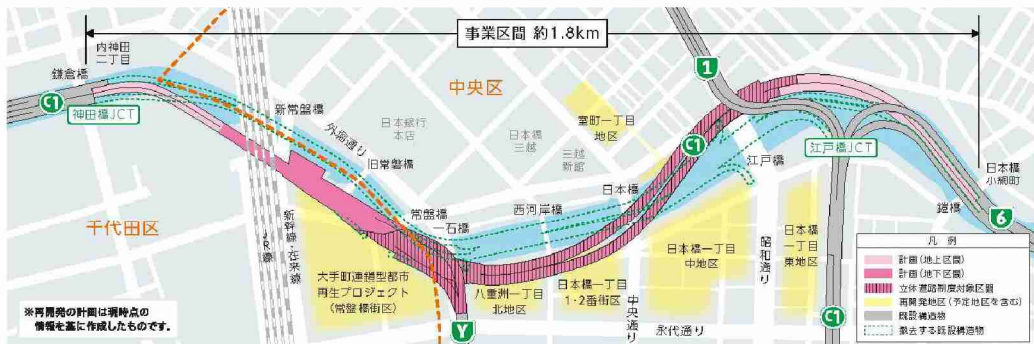 事業区間 約1.8km
内神田
二丁目
鎌倉橋
C1
神田橋JCT
新常盤橋
外堀通り
旧常盤橋
日本銀行
本店
中央区
日本橋
三越
三越
新館
室町一丁目
地区
1
C1
江戸橋
江戸橋JCT
日本橋
小網町
鎧橋
6
千代田区
新幹線・在来線
JR線
常盤橋
一石橋
西河岸橋
日本橋
大手町連鎖型都市
再生プロジェクト
(常盤橋街区)
八重洲一丁目
北地区
日本橋一丁目
1・2番街区
中央通り
日本橋一丁目
中地区
昭和通り
日本橋
一丁目
東地区
永代通り
Y
C1
※再開発の計画は現時点の
情報を基に作成したものです。
凡 例
計画(地上区間)
計画(地下区間)
立体道路制度対象区間
再開発地区(予定地区を含む)
既設構造物
撤去する既設構造物